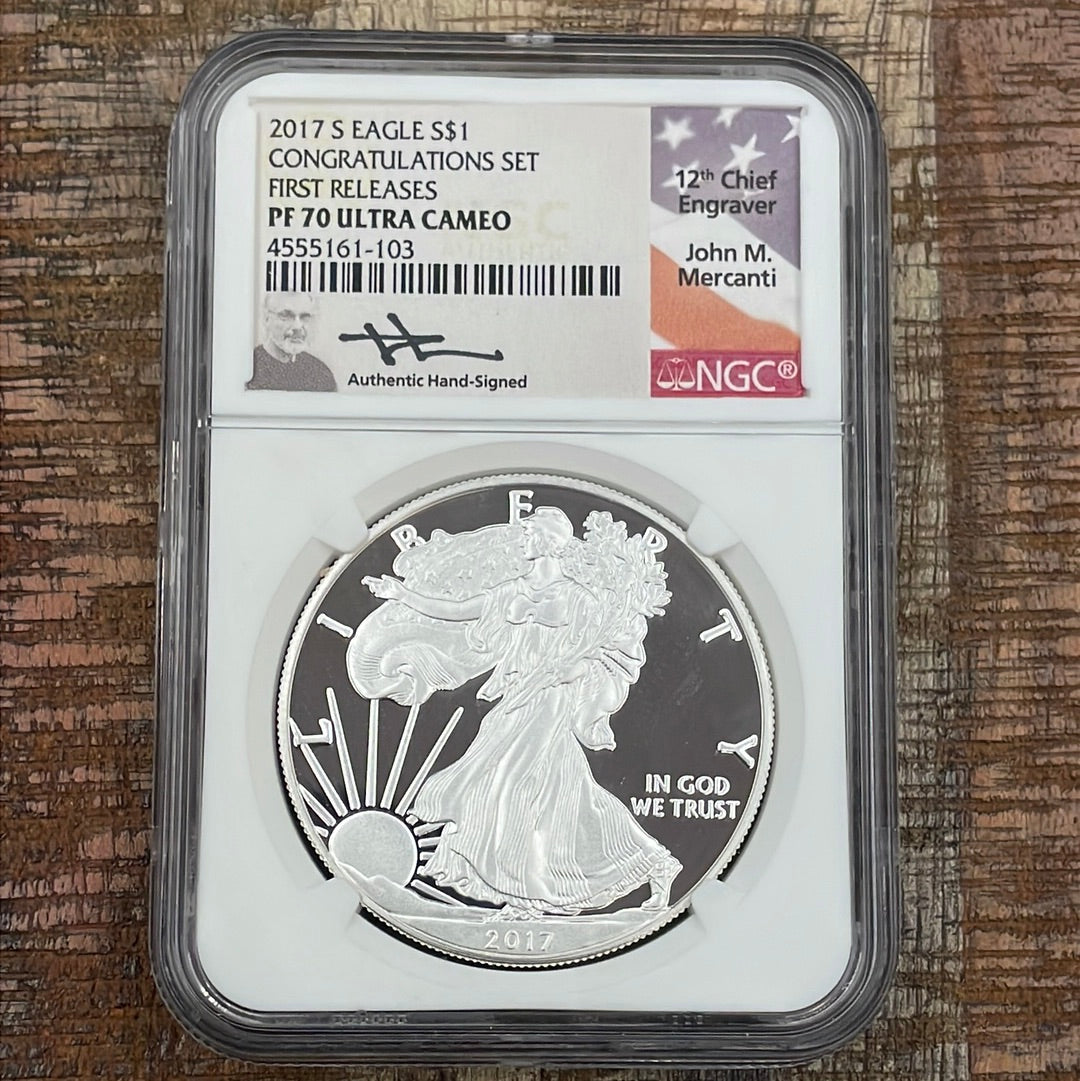 2017 S EAGLE S$1
CONGRATULATIONS SET
FIRST RELEASES
PF 70 ULTRA CAMEO
4555161-103
Authentic Hand-Signed
12th Chief
Engraver
John M.
Mercanti
NGC®
LIBERTY
IN GOD
WE TRUST
2017